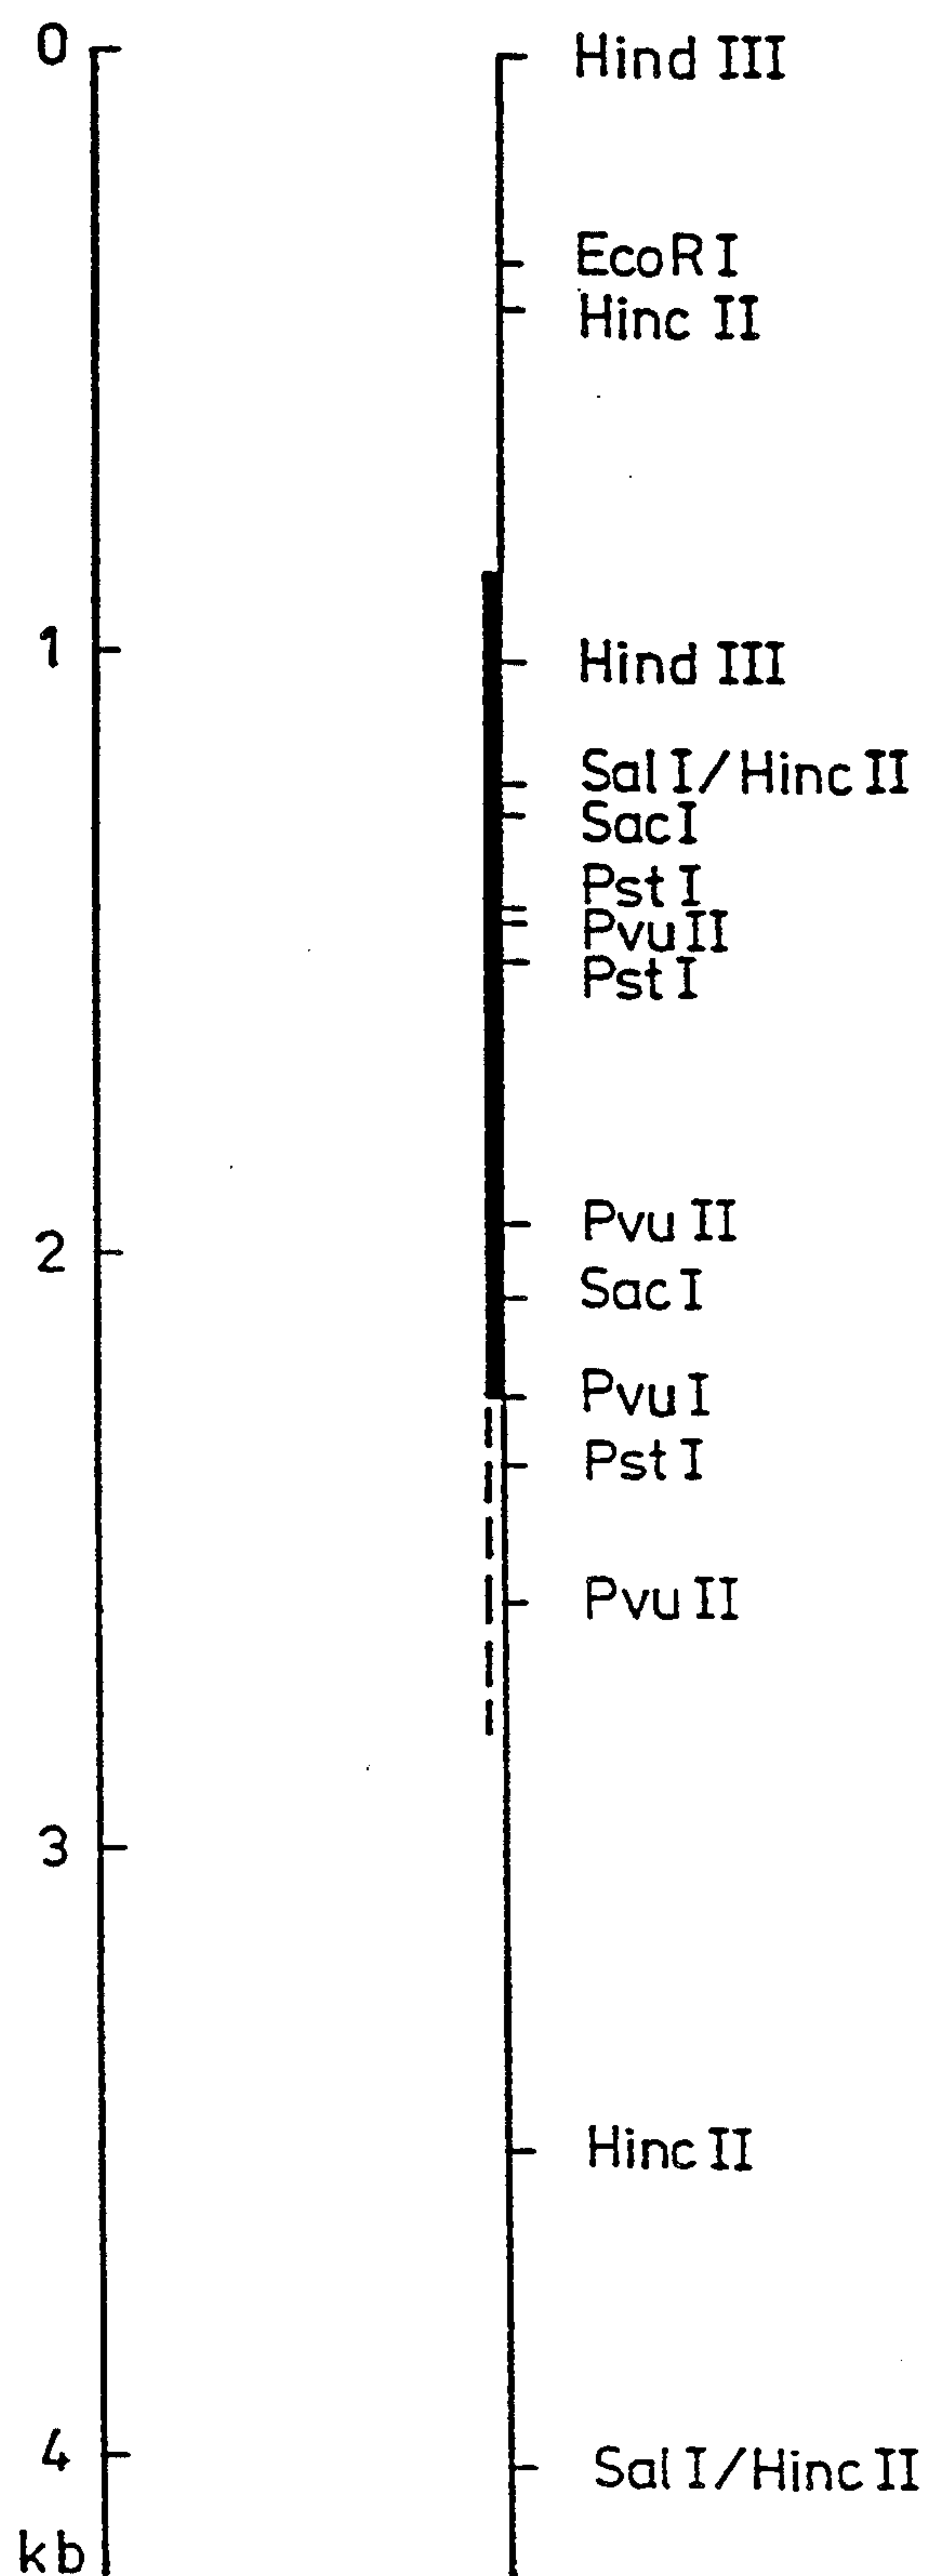 0
Hind III
EcoR I
Hinc II
1
Hind III
Sal I/Hinc II
Sac I
Pst I
Pvu II
Pst I
2
Pvu II
Sac I
Pvu I
Pst I
Pvu II
3
Hinc II
4
Sal I/Hinc II
kb